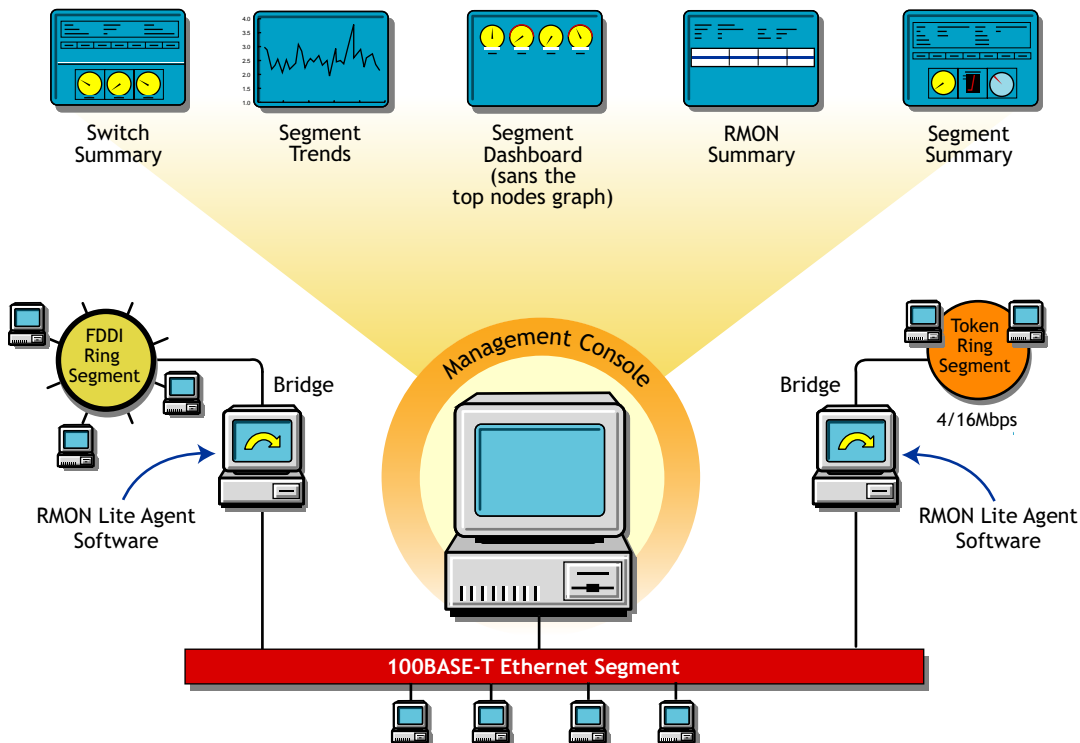 4.0
3.5
3.0
2.5
2.0
1.5
1.0
Switch
Summary
Segment
Trends
Segment
Dashboard
(sans the
top nodes graph)
RMON
Summary
Segment
Summary
FDDI
Ring
Segment
Bridge
Management Console
Bridge
Token
Ring
Segment
4/16Mbps
RMON Lite Agent
Software
RMON Lite Agent
Software
100BASE-T Ethernet Segment